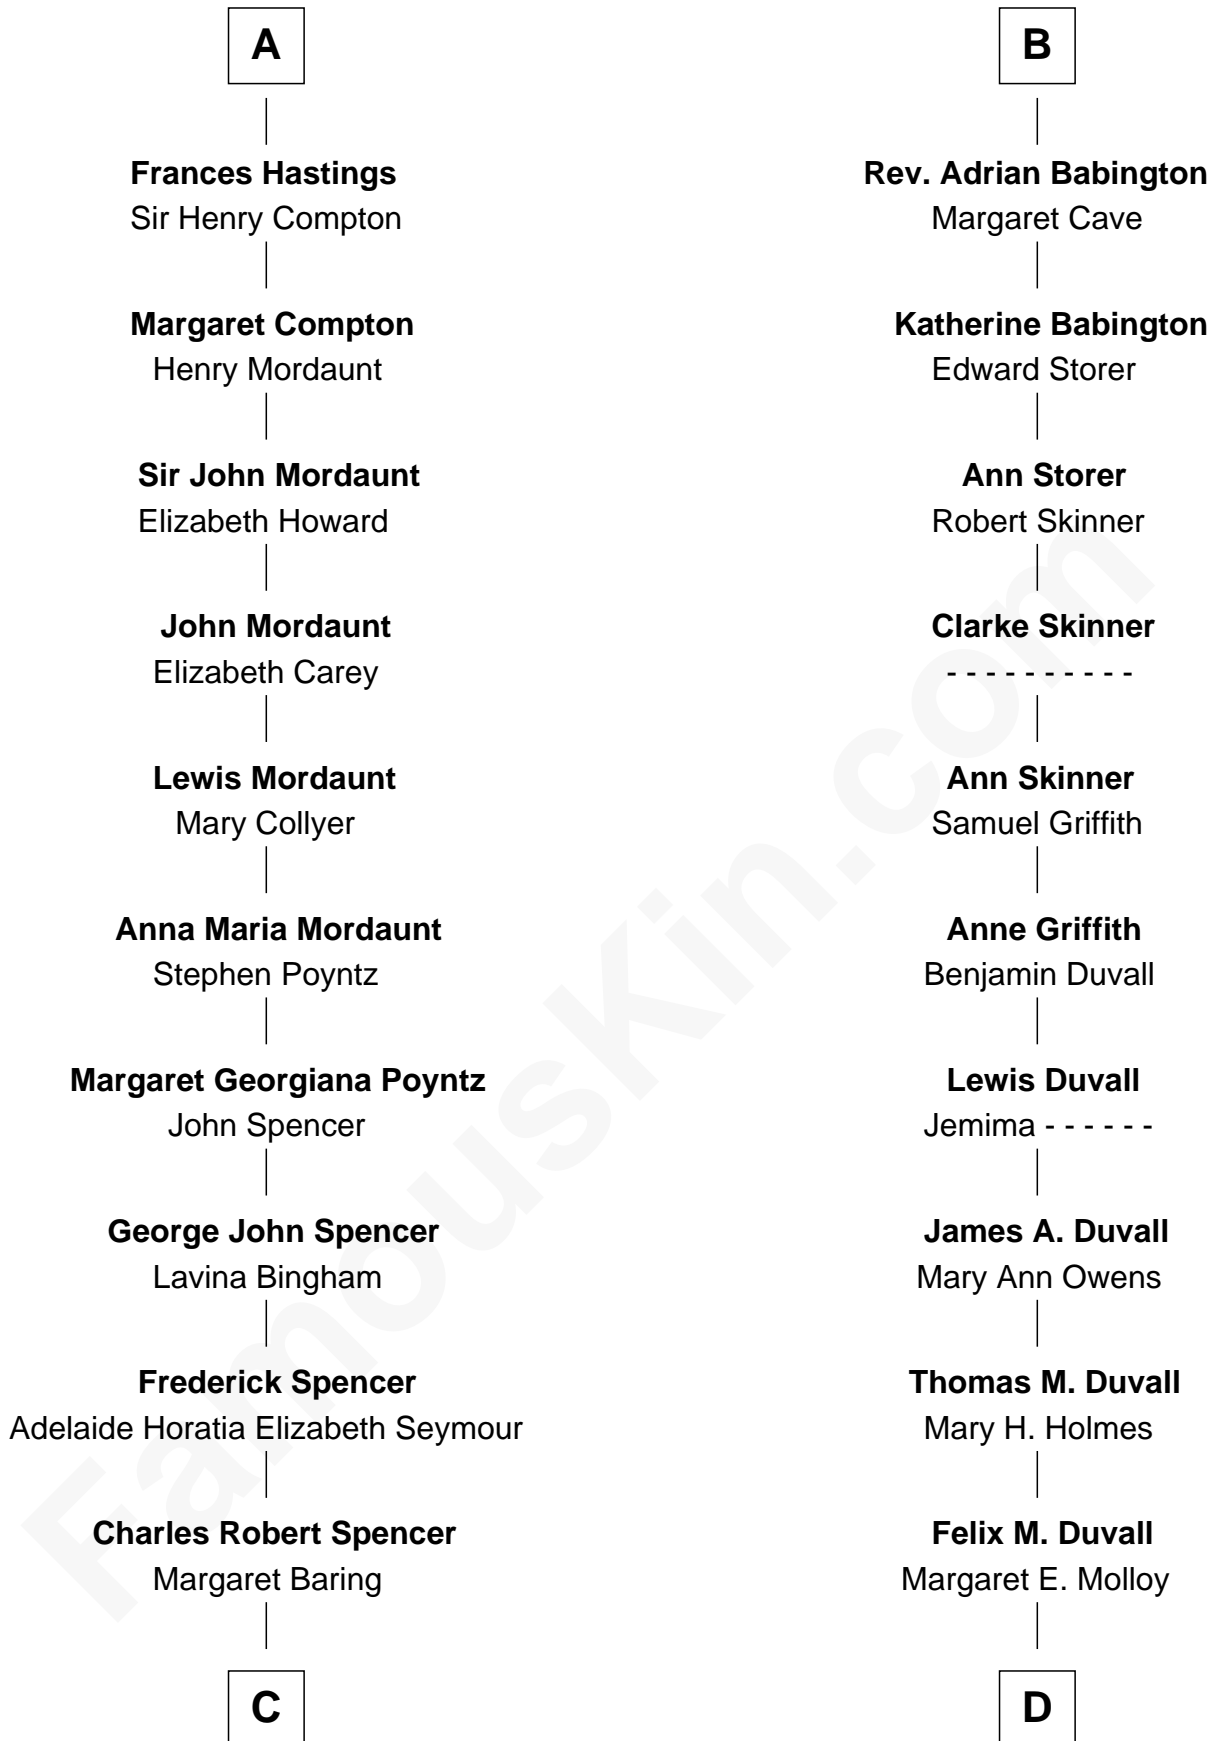 A
Frances Hastings
Sir Henry Compton
Margaret Compton
Henry Mordaunt
Sir John Mordaunt
Elizabeth Howard
John Mordaunt
Elizabeth Carey
Lewis Mordaunt
Mary Collyer
Anna Maria Mordaunt
Stephen Poyntz
Margaret Georgiana Poyntz
John Spencer
George John Spencer
Lavina Bingham
Frederick Spencer
Adelaide Horatia Elizabeth Seymour
Charles Robert Spencer
Margaret Baring
C
B
Rev. Adrian Babington
Margaret Cave
Katherine Babington
Edward Storer
Ann Storer
Robert Skinner
Clarke Skinner
- - - - - - - - - -
Ann Skinner
Samuel Griffith
Anne Griffith
Benjamin Duvall
Lewis Duvall
Jemima - - - - - -
James A. Duvall
Mary Ann Owens
Thomas M. Duvall
Mary H. Holmes
Felix M. Duvall
Margaret E. Molloy
D
FamousKin.com